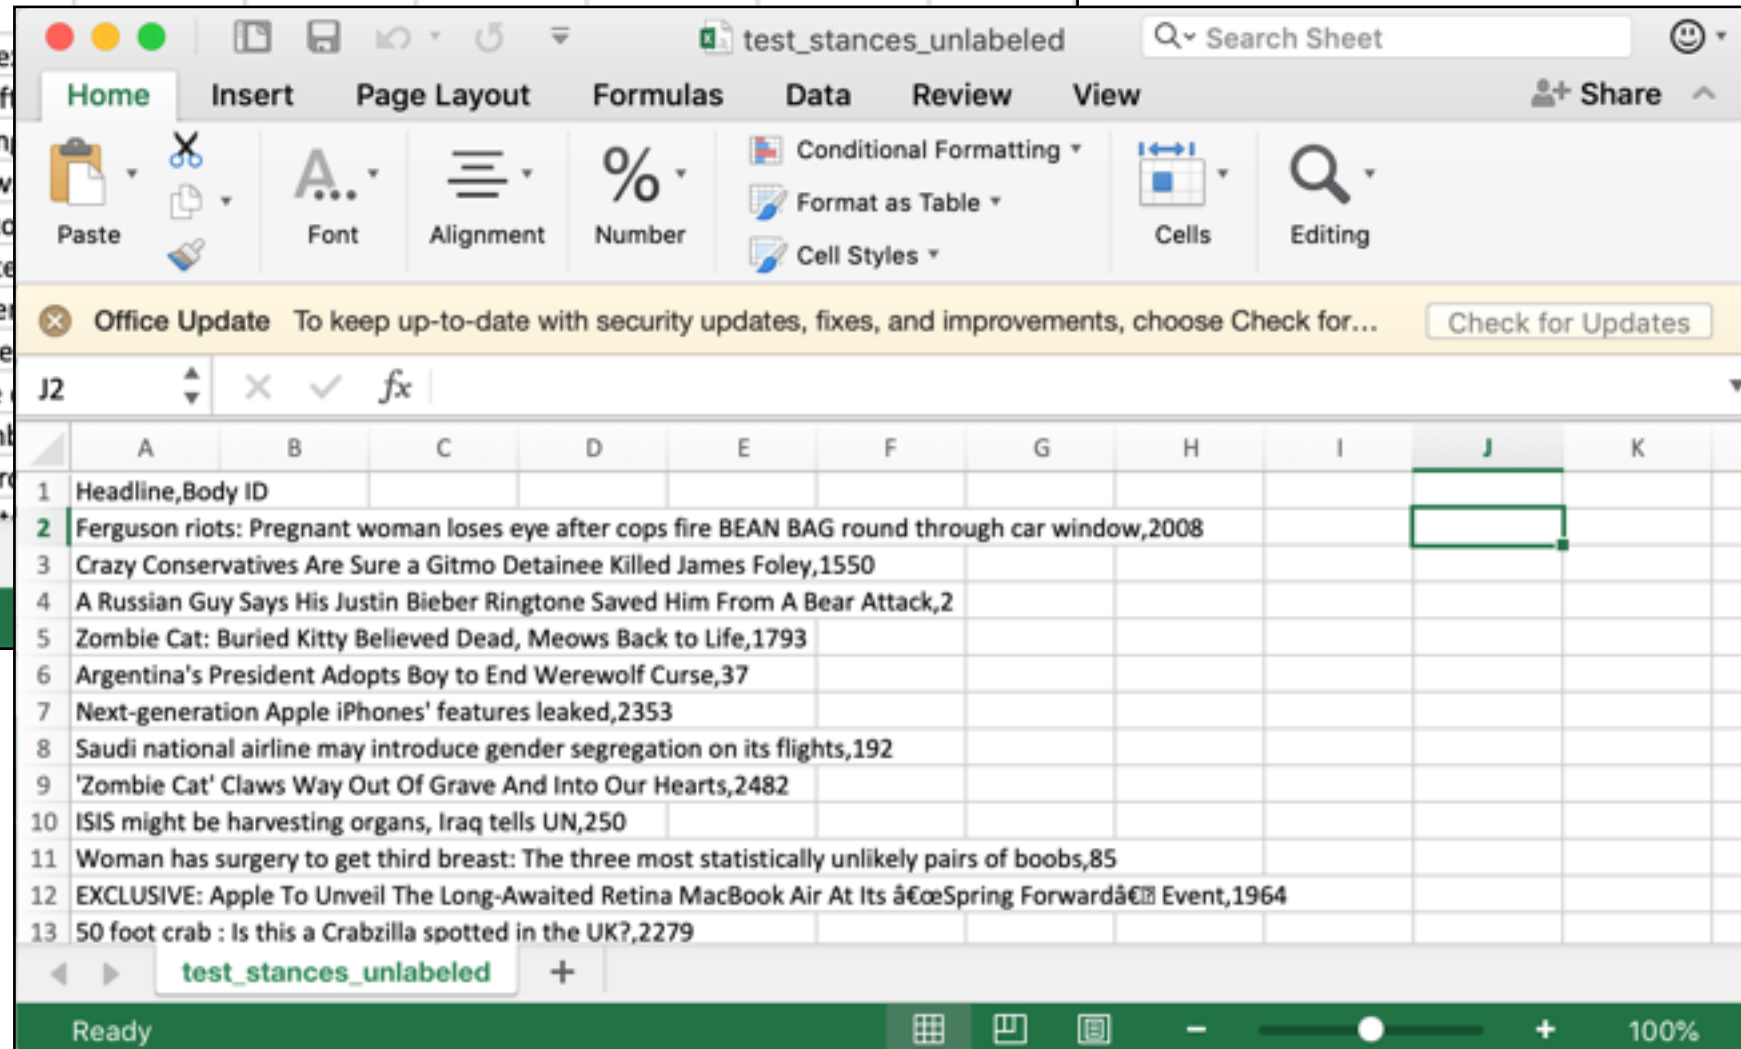 test_stances_unlabeled
Search Sheet
Home Insert Page Layout Formulas Data Review View Share
Paste Font Alignment Number Conditional Formatting Format as Table Cell Styles Cells Editing
Office Update To keep up-to-date with security updates, fixes, and improvements, choose Check for... Check for Updates
J2 fx
A B C D E F G H I J K
1 Headline,Body ID
2 Ferguson riots: Pregnant woman loses eye after cops fire BEAN BAG round through car window,2008
3 Crazy Conservatives Are Sure a Gitmo Detainee Killed James Foley,1550
4 A Russian Guy Says His Justin Bieber Ringtone Saved Him From A Bear Attack,2
5 Zombie Cat: Buried Kitty Believed Dead, Meows Back to Life,1793
6 Argentina's President Adopts Boy to End Werewolf Curse,37
7 Next-generation Apple iPhones' features leaked,2353
8 Saudi national airline may introduce gender segregation on its flights,192
9 'Zombie Cat' Claws Way Out Of Grave And Into Our Hearts,2482
10 ISIS might be harvesting organs, Iraq tells UN,250
11 Woman has surgery to get third breast: The three most statistically unlikely pairs of boobs,85
12 EXCLUSIVE: Apple To Unveil The Long-Awaited Retina MacBook Air At Its â€œSpring Forwardâ€ Event,1964
13 50 foot crab : Is this a Crabzilla spotted in the UK?,2279
test_stances_unlabeled
Ready 100%